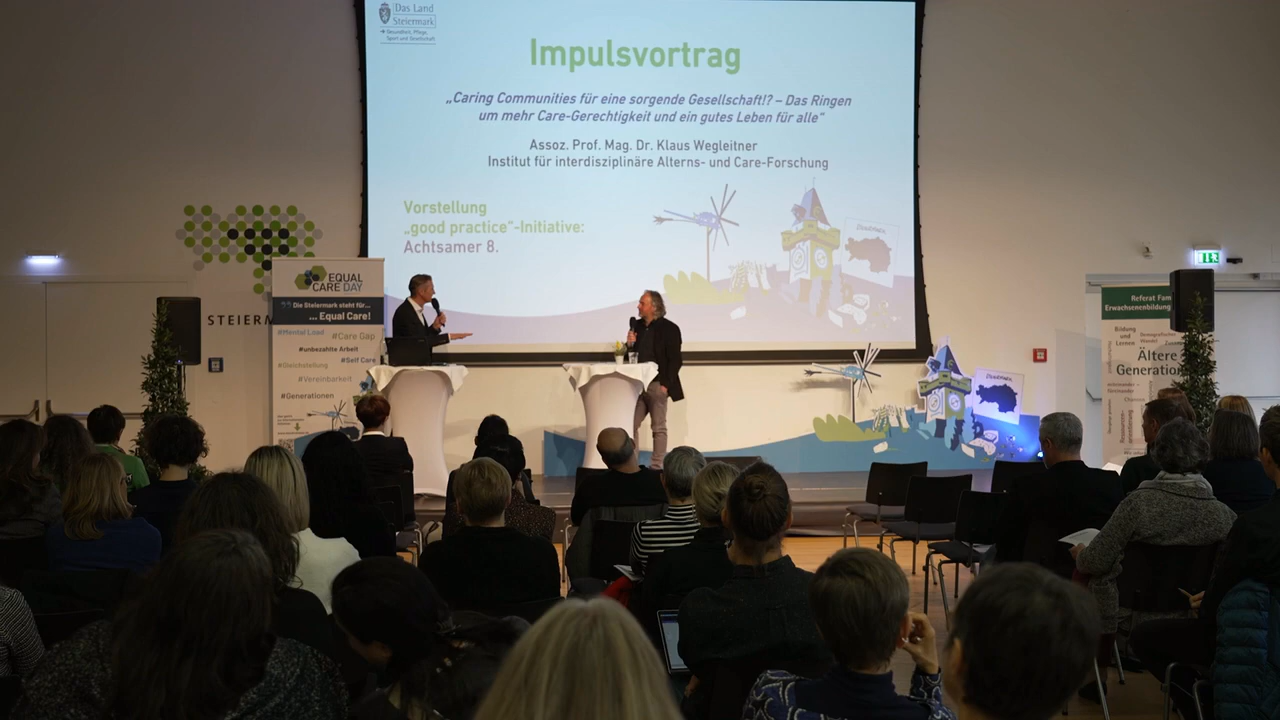 Das Land
Steiermark
→ Gesundheit, Pflege,
Sport und Gesellschaft
Impulsvortrag
„Caring Communities für eine sorgende Gesellschaft!? – Das Ringen
um mehr Care-Gerechtigkeit und ein gutes Leben für alle“
Assoz. Prof. Mag. Dr. Klaus Wegleitner
Institut für interdisziplinäre Alterns- und Care-Forschung
Vorstellung
„good practice“-Initiative:
Achtsamer 8.
STEIERM
EQUAL
CARE DAY
Die Steiermark steht für...
... Equal Care!
#Mental Load
#Care Gap
#unbezahlte Arbeit
#Self Care
#Gleichstellung
#Vereinbarkeit
#Generationen
Referat Fam
Erwachsenenbildung
Bildung
und
Lernen
Demografischer
Wandel
Ältere
Generation